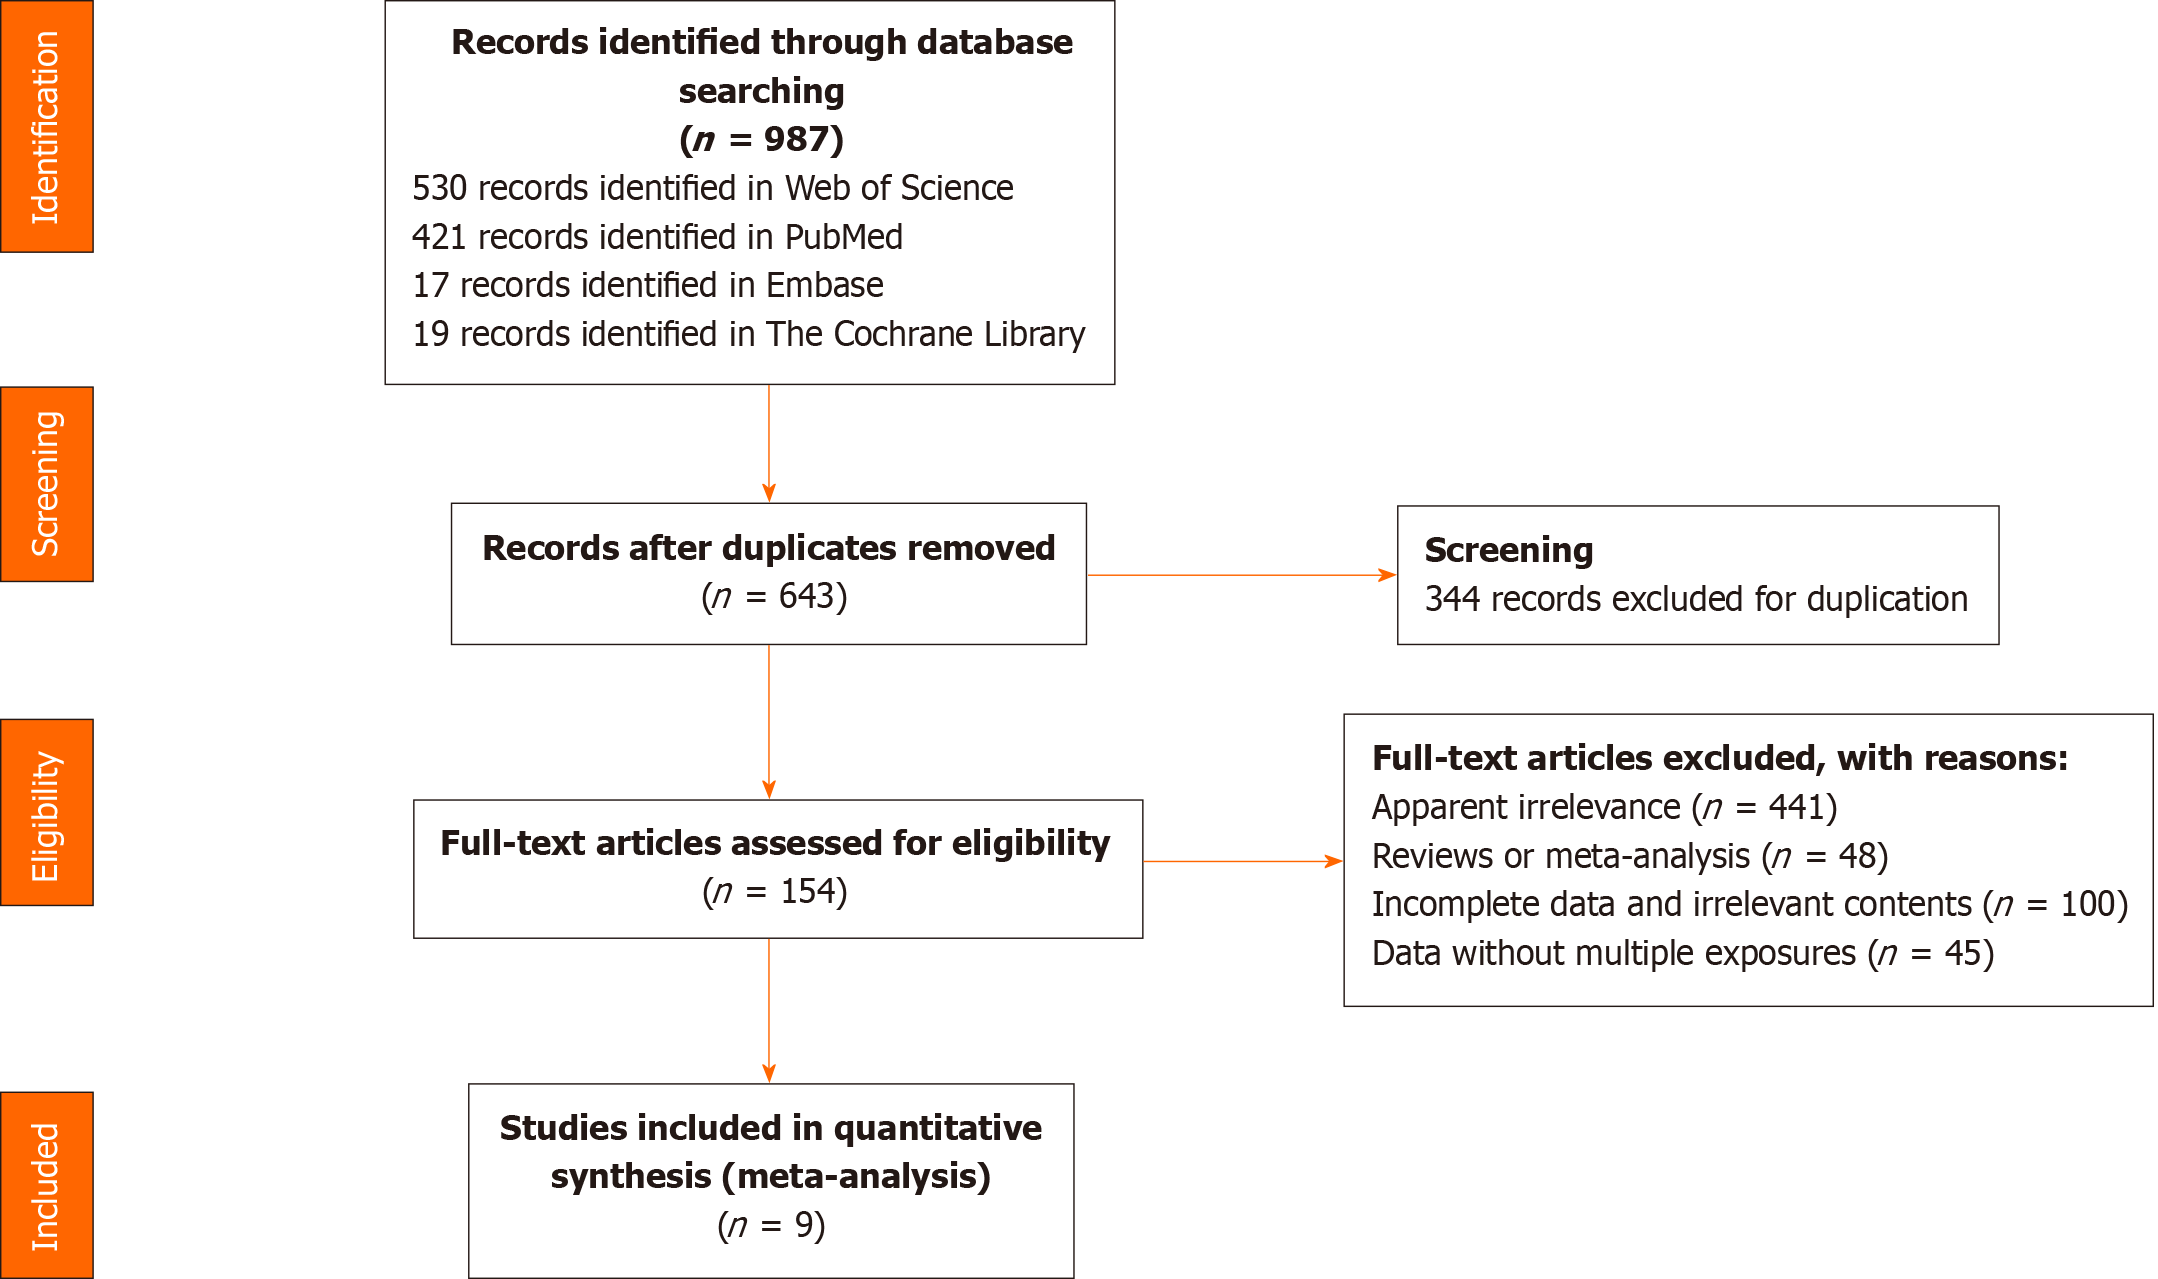 Identification
Records identified through database
searching
(n = 987)
530 records identified in Web of Science
421 records identified in PubMed
17 records identified in Embase
19 records identified in The Cochrane Library
Screening
Records after duplicates removed
(n = 643)
Screening
344 records excluded for duplication
Eligibility
Full-text articles assessed for eligibility
(n = 154)
Full-text articles excluded, with reasons:
Apparent irrelevance (n = 441)
Reviews or meta-analysis (n = 48)
Incomplete data and irrelevant contents (n = 100)
Data without multiple exposures (n = 45)
Included
Studies included in quantitative
synthesis (meta-analysis)
(n = 9)